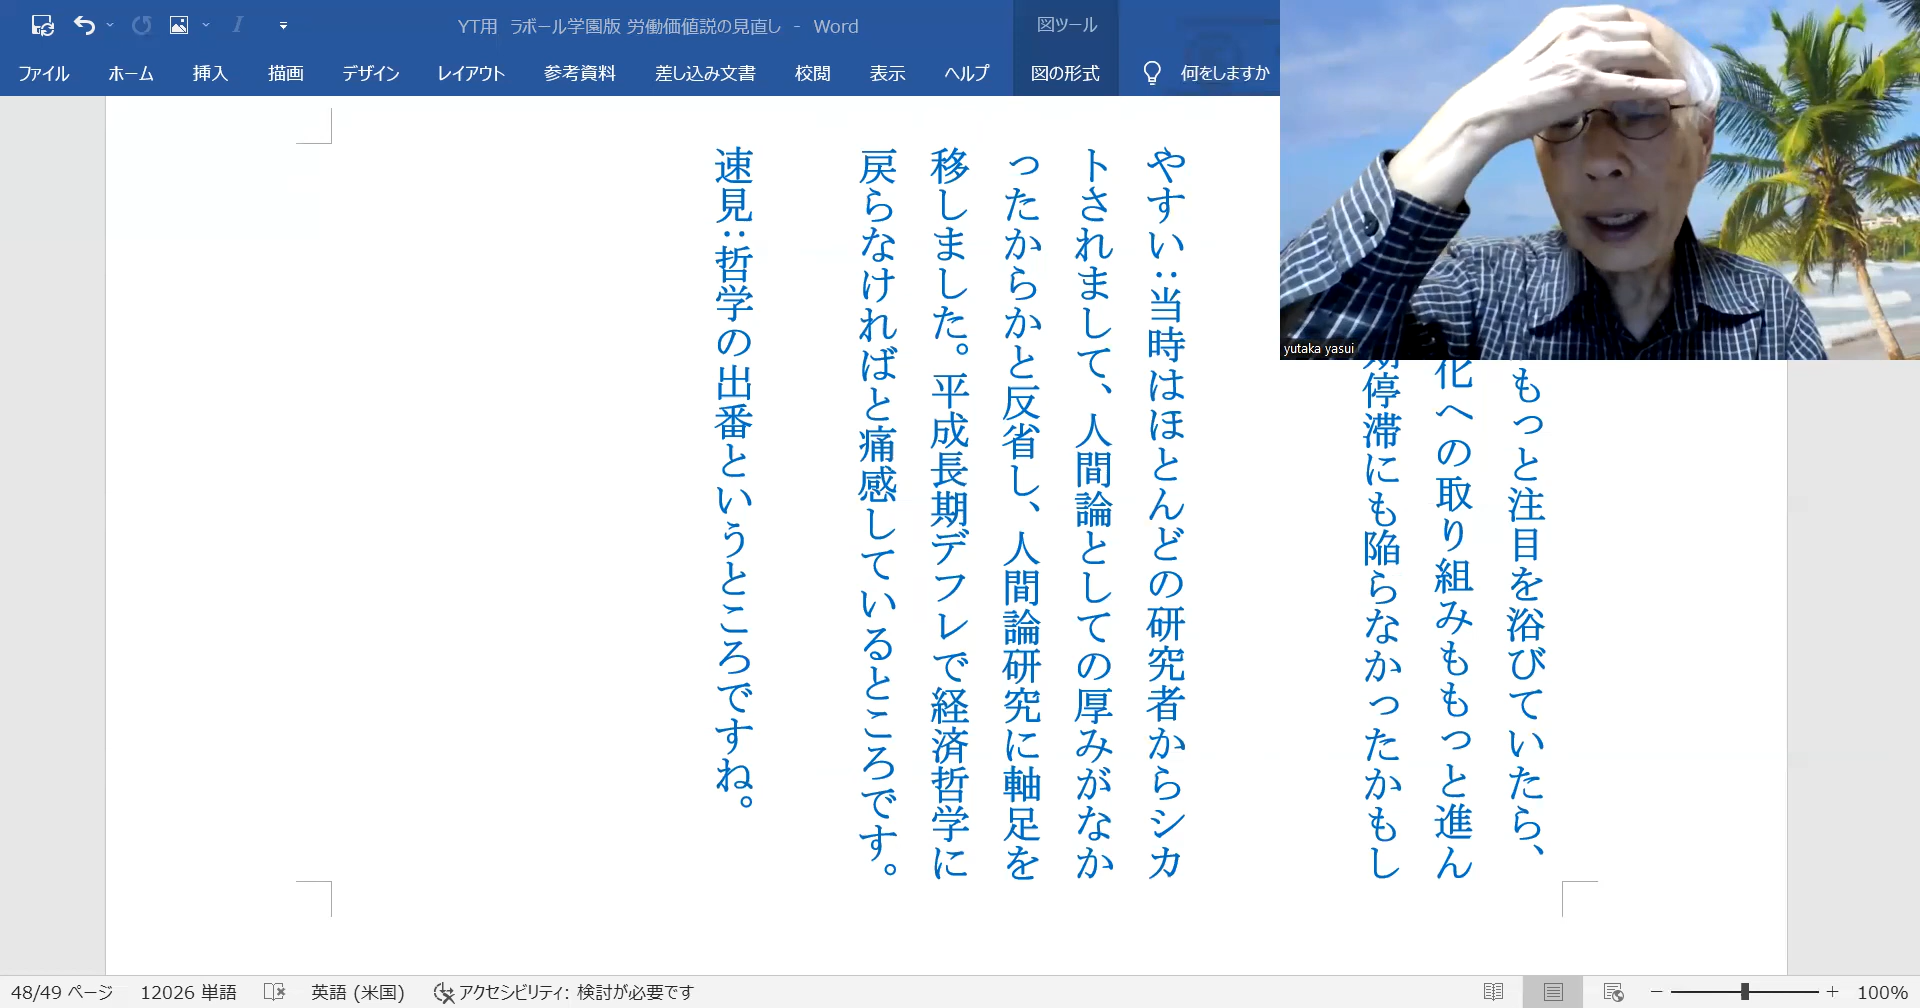 YT用 ラポール学園版 労働価値説の見直し - Word
図ツール
ファイル ホーム 挿入 描画 デザイン レイアウト 参考資料 差し込み文書 校閲 表示 ヘルプ 図の形式 何をしますか
yutaka yasui
もっと注目を浴びていたら、
化への取り組みももっと進ん
期停滞にも陥らなかったかもし
やすい:当時はほとんどの研究者からシカ
トされまして、人間論としての厚みがなか
ったからかと反省し、人間論研究に軸足を
移しました。平成長期デフレで経済哲学に
戻らなければと痛感しているところです。
速見:哲学の出番というところですね。
48/49 ページ 12026 単語 英語 (米国) アクセシビリティ: 検討が必要です 100%